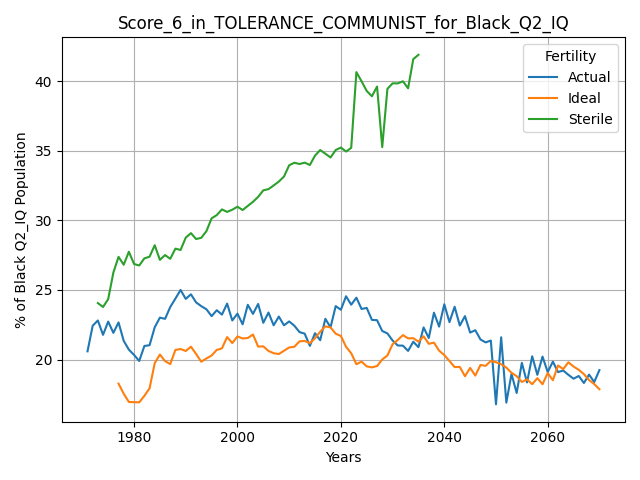 Score_6_in_TOLERANCE_COMMUNIST_for_Black_Q2_IQ
% of Black Q2_IQ Population
40
35
30
25
20
Fertility
Actual
Ideal
Sterile
1980
2000
2020
2040
2060
Years